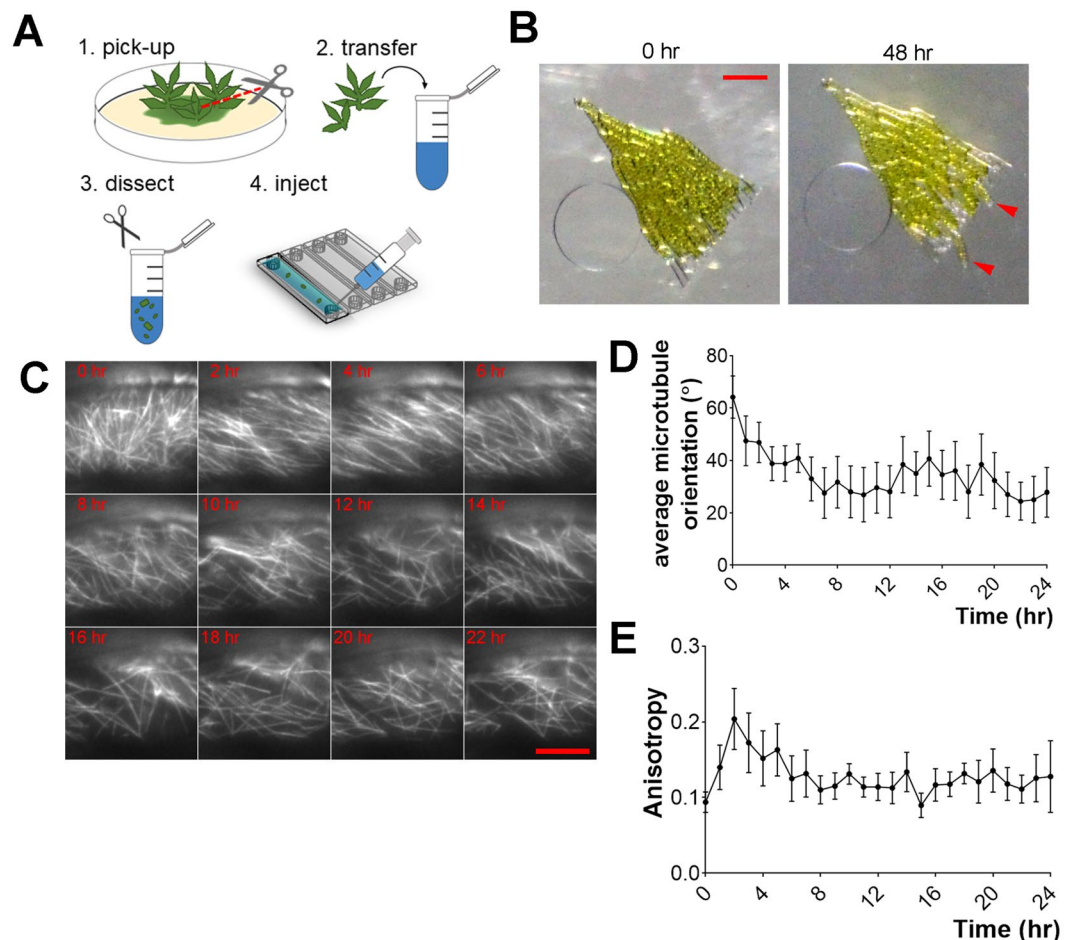 A
1. pick-up
2. transfer
3. dissect
4. inject
B
0 hr
48 hr
C
0 hr
2 hr
4 hr
6 hr
8 hr
10 hr
12 hr
14 hr
16 hr
18 hr
20 hr
22 hr
D
average microtubule
orientation (°)
80
60
40
20
0
0
4
8
12
16
20
24
Time (hr)
E
Anisotropy
0.3
0.2
0.1
0.0
0
4
8
12
16
20
24
Time (hr)